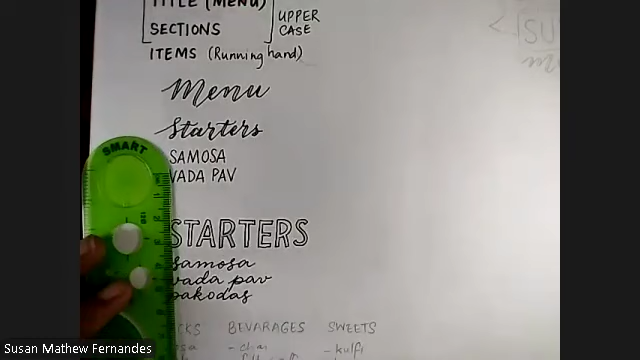 TITLE (MENU)
SECTIONS
UPPER
CASE
ITEMS (Running hand)
Menu
Starters
SAMOSA
VADA PAV
SMART
STARTERS
samosa
vada pav
pakodas
BEVARAGES SWEETS
- chai - kulfi
Susan Mathew Fernandes